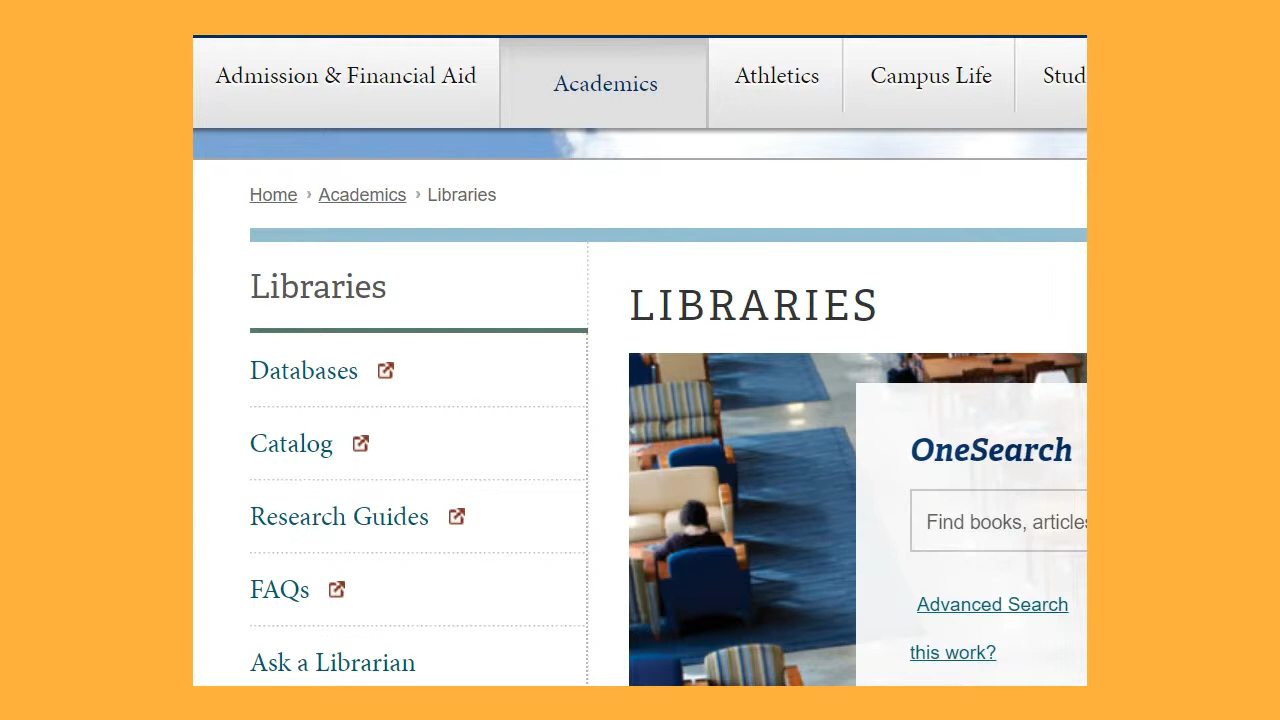 Admission & Financial Aid
Academics
Athletics
Campus Life
Stud
Home › Academics › Libraries
Libraries
Databases
Catalog
Research Guides
FAQs
Ask a Librarian
LIBRARIES
OneSearch
Find books, articles
Advanced Search
this work?